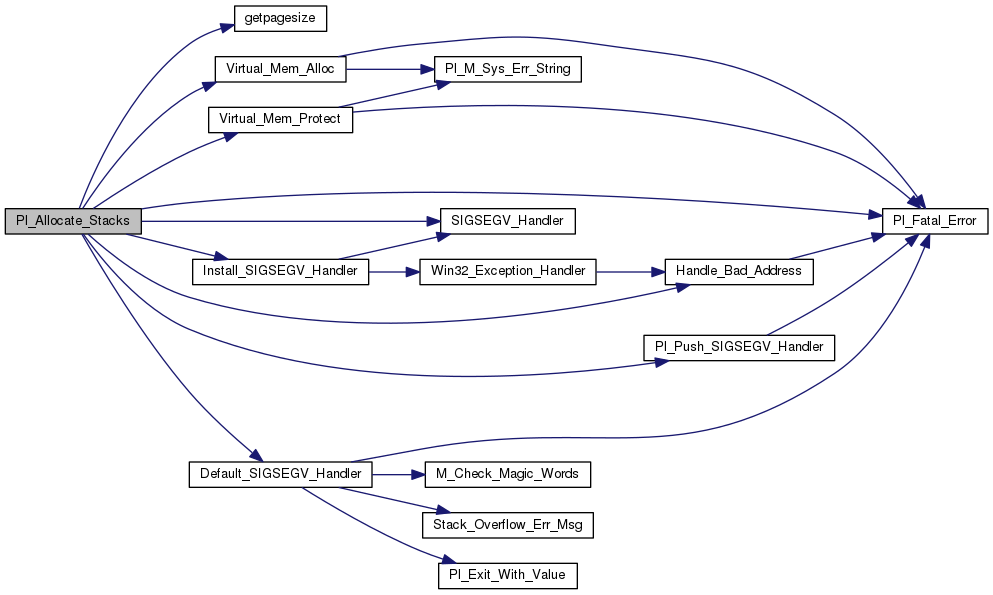 getpagesize
Virtual_Mem_Alloc
Pl_M_Sys_Err_String
Virtual_Mem_Protect
Pl_Allocate_Stacks
SIGSEGV_Handler
Pl_Fatal_Error
Install_SIGSEGV_Handler
Win32_Exception_Handler
Handle_Bad_Address
Pl_Push_SIGSEGV_Handler
Default_SIGSEGV_Handler
M_Check_Magic_Words
Stack_Overflow_Err_Msg
Pl_Exit_With_Value